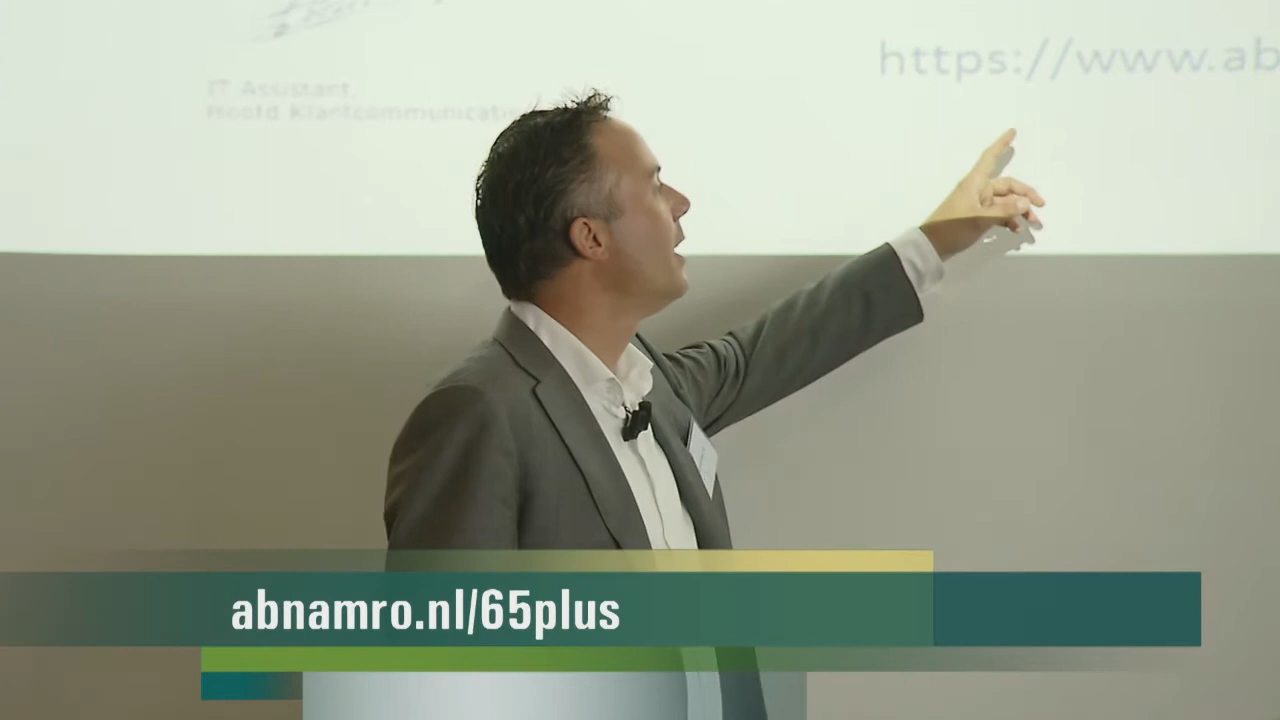 https://www.ab
IT Assistant,
Hoofd Klantcommunicatie
abnamro.nl/65plus